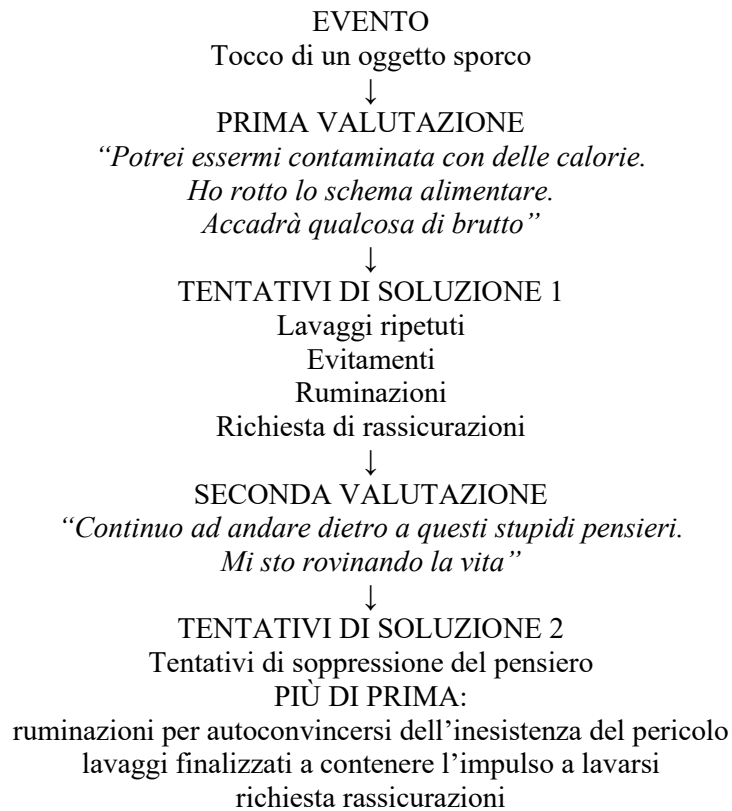 EVENTO
Tocco di un oggetto sporco
↓
PRIMA VALUTAZIONE
“Potrei essermi contaminata con delle calorie.
Ho rotto lo schema alimentare.
Accadrà qualcosa di brutto”
↓
TENTATIVI DI SOLUZIONE 1
Lavaggi ripetuti
Evitamenti
Ruminazioni
Richiesta di rassicurazioni
↓
SECONDA VALUTAZIONE
“Continuo ad andare dietro a questi stupidi pensieri.
Mi sto rovinando la vita”
↓
TENTATIVI DI SOLUZIONE 2
Tentativi di soppressione del pensiero
PIÙ DI PRIMA:
ruminazioni per autoconvincersi dell’inesistenza del pericolo
lavaggi finalizzati a contenere l’impulso a lavarsi
richiesta rassicurazioni